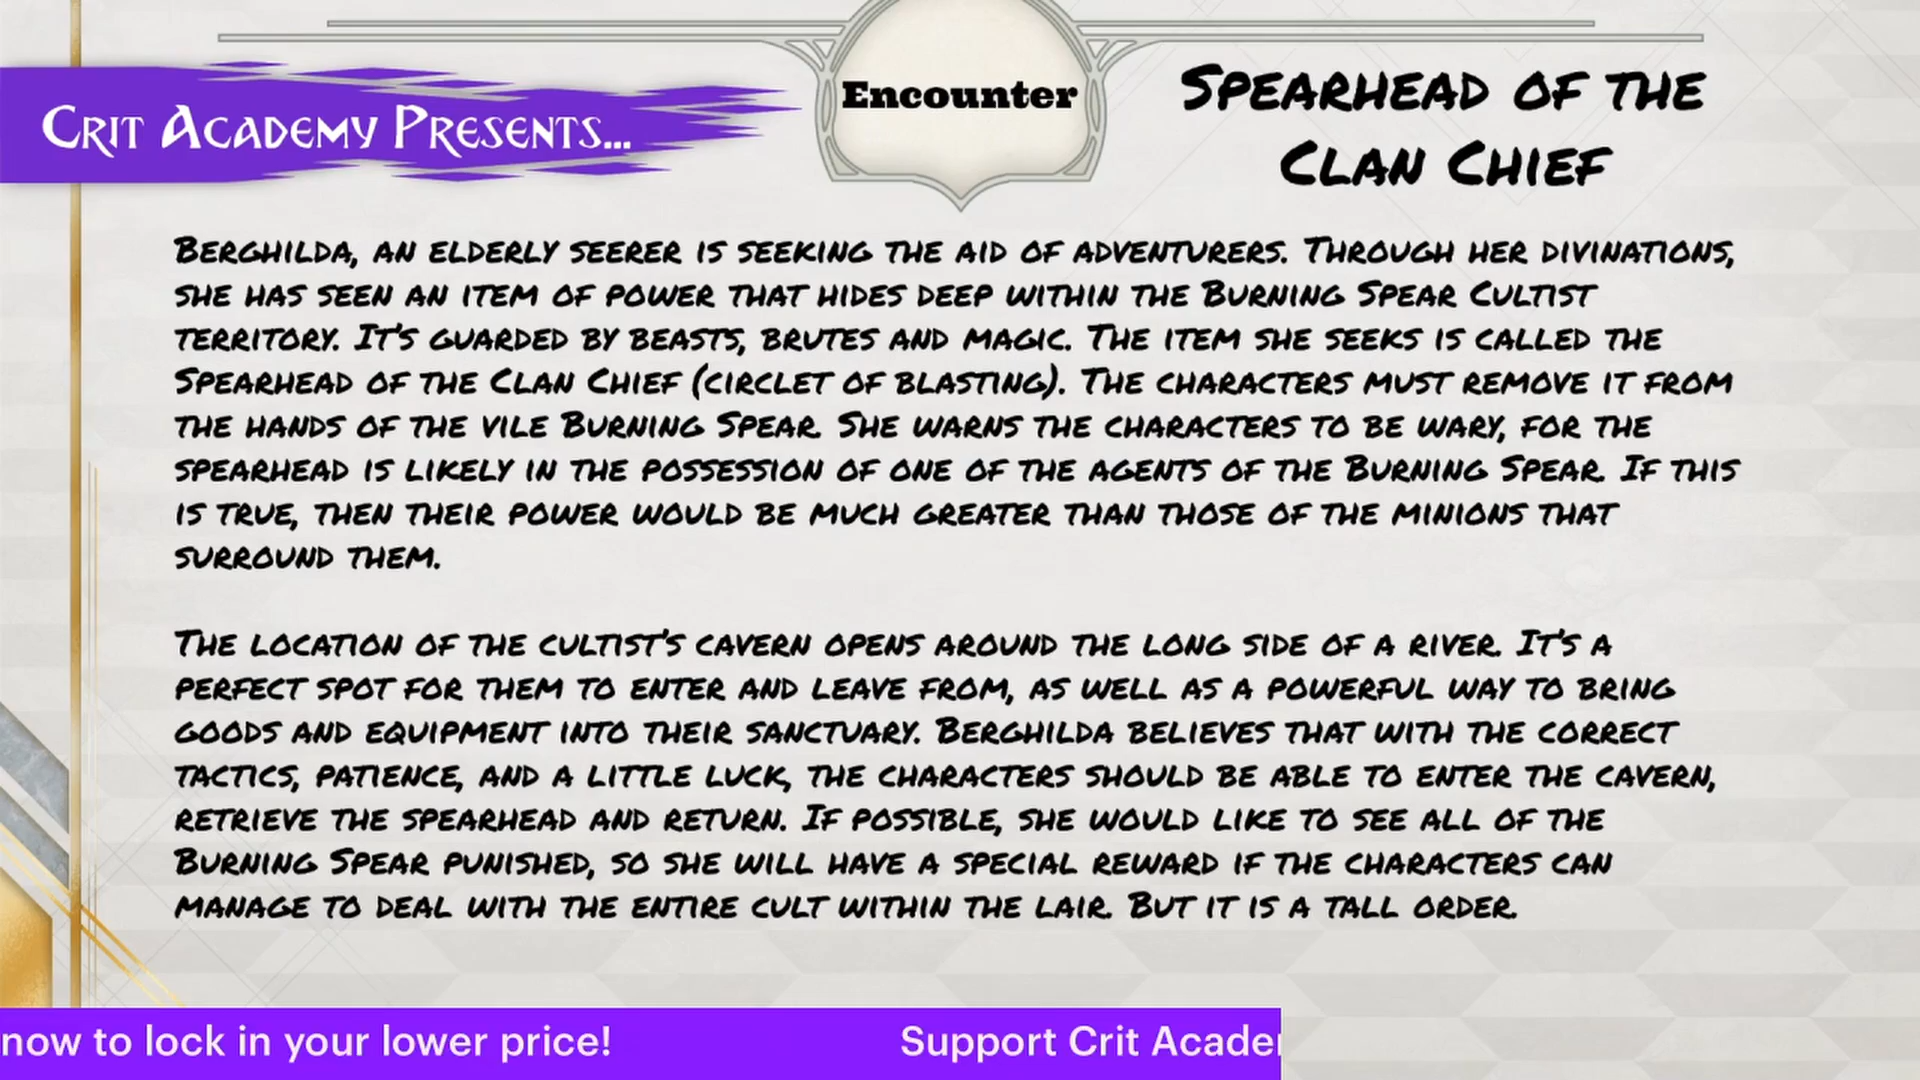 Crit Academy Presents...
Encounter
Spearhead of the
Clan Chief
Berghilda, an elderly seerer is seeking the aid of adventurers. Through her divinations,
she has seen an item of power that hides deep within the Burning Spear Cultist
territory. It's guarded by beasts, brutes and magic. The item she seeks is called the
Spearhead of the Clan Chief (circlet of blasting). The characters must remove it from
the hands of the vile Burning Spear. She warns the characters to be wary, for the
spearhead is likely in the possession of one of the agents of the Burning Spear. If this
is true, then their power would be much greater than those of the minions that
surround them.
The location of the cultist's cavern opens around the long side of a river. It's a
perfect spot for them to enter and leave from, as well as a powerful way to bring
goods and equipment into their sanctuary. Berghilda believes that with the correct
tactics, patience, and a little luck, the characters should be able to enter the cavern,
retrieve the spearhead and return. If possible, she would like to see all of the
Burning Spear punished, so she will have a special reward if the characters can
manage to deal with the entire cult within the lair. But it is a tall order.
now to lock in your lower price! Support Crit Acade